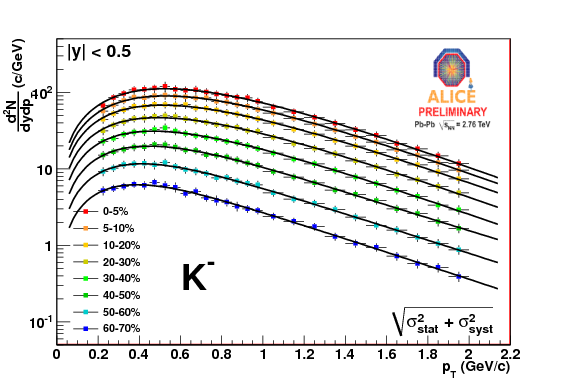 d²N/dydp_T (c/GeV)
|y| < 0.5
ALICE
PRELIMINARY
Pb-Pb √s_NN = 2.76 TeV
10²
10
1
10⁻¹
0-5%
5-10%
10-20%
20-30%
30-40%
40-50%
50-60%
60-70%
K⁻
√σ²_stat + σ²_syst
0 0.2 0.4 0.6 0.8 1 1.2 1.4 1.6 1.8 2 2.2
p_T (GeV/c)